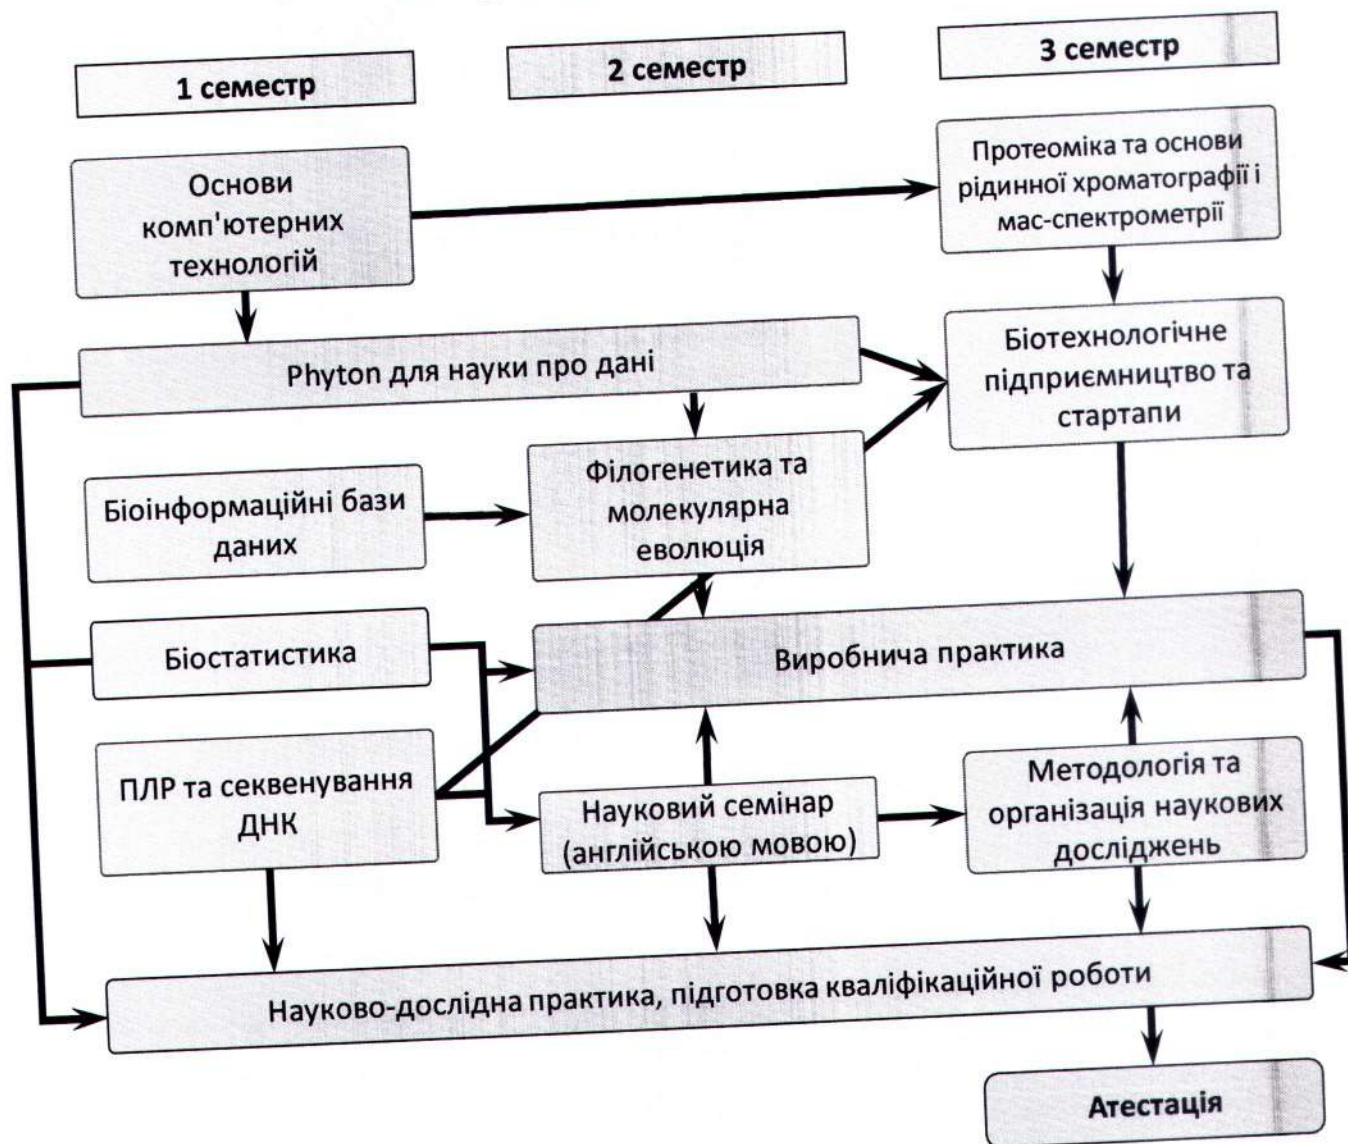 1 семестр
2 семестр
3 семестр
Основи
комп'ютерних
технологій
Протеоміка та основи
рідинної хроматографії і
мас-спектрометрії
Phyton для науки про дані
Біотехнологічне
підприємництво та
стартапи
Біоінформаційні бази
даних
Філогенетика та
молекулярна
еволюція
Біостатистика
Виробнича практика
ПЛР та секвенування
ДНК
Науковий семінар
(англійською мовою)
Методологія та
організація наукових
досліджень
Науково-дослідна практика, підготовка кваліфікаційної роботи
Атестація